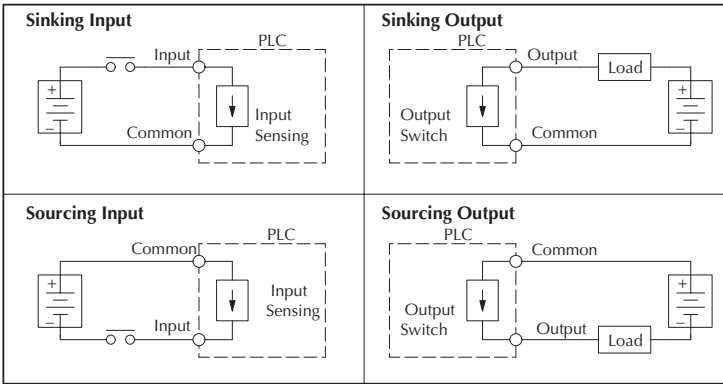 Sinking Input
PLC
Input
+
–
Input
Sensing
Common
Sinking Output
PLC
Output
Load
+
–
Output
Switch
Common
Sourcing Input
PLC
Common
+
–
Input
Sensing
Input
Sourcing Output
PLC
Common
+
–
Output
Switch
Output
Load